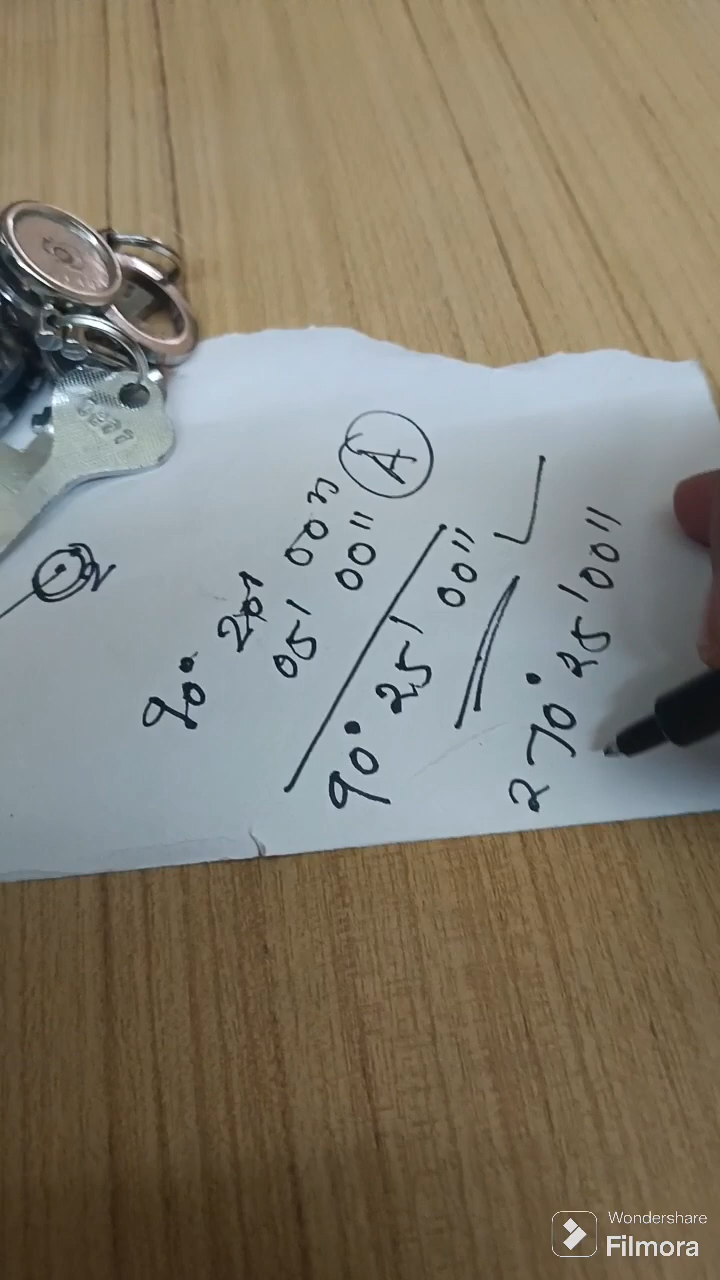 90° 20' 00"
05' 00" A
90° 25' 00"
270° 25' 00"
Wondershare
Filmora